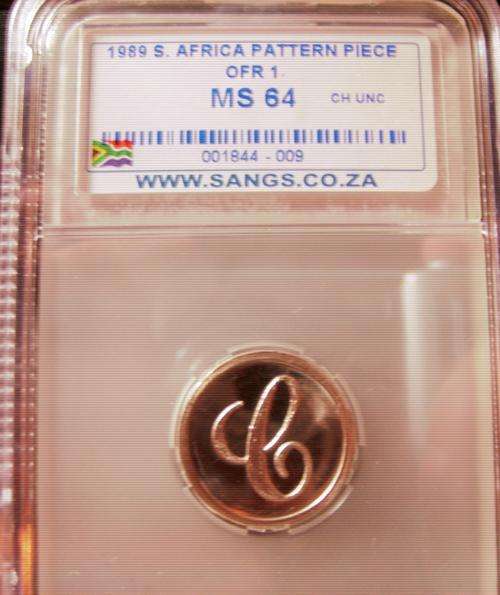 1989 S. AFRICA PATTERN PIECE
OFR 1
MS 64 CH UNC
001844 - 009
WWW.SANGS.CO.ZA
C